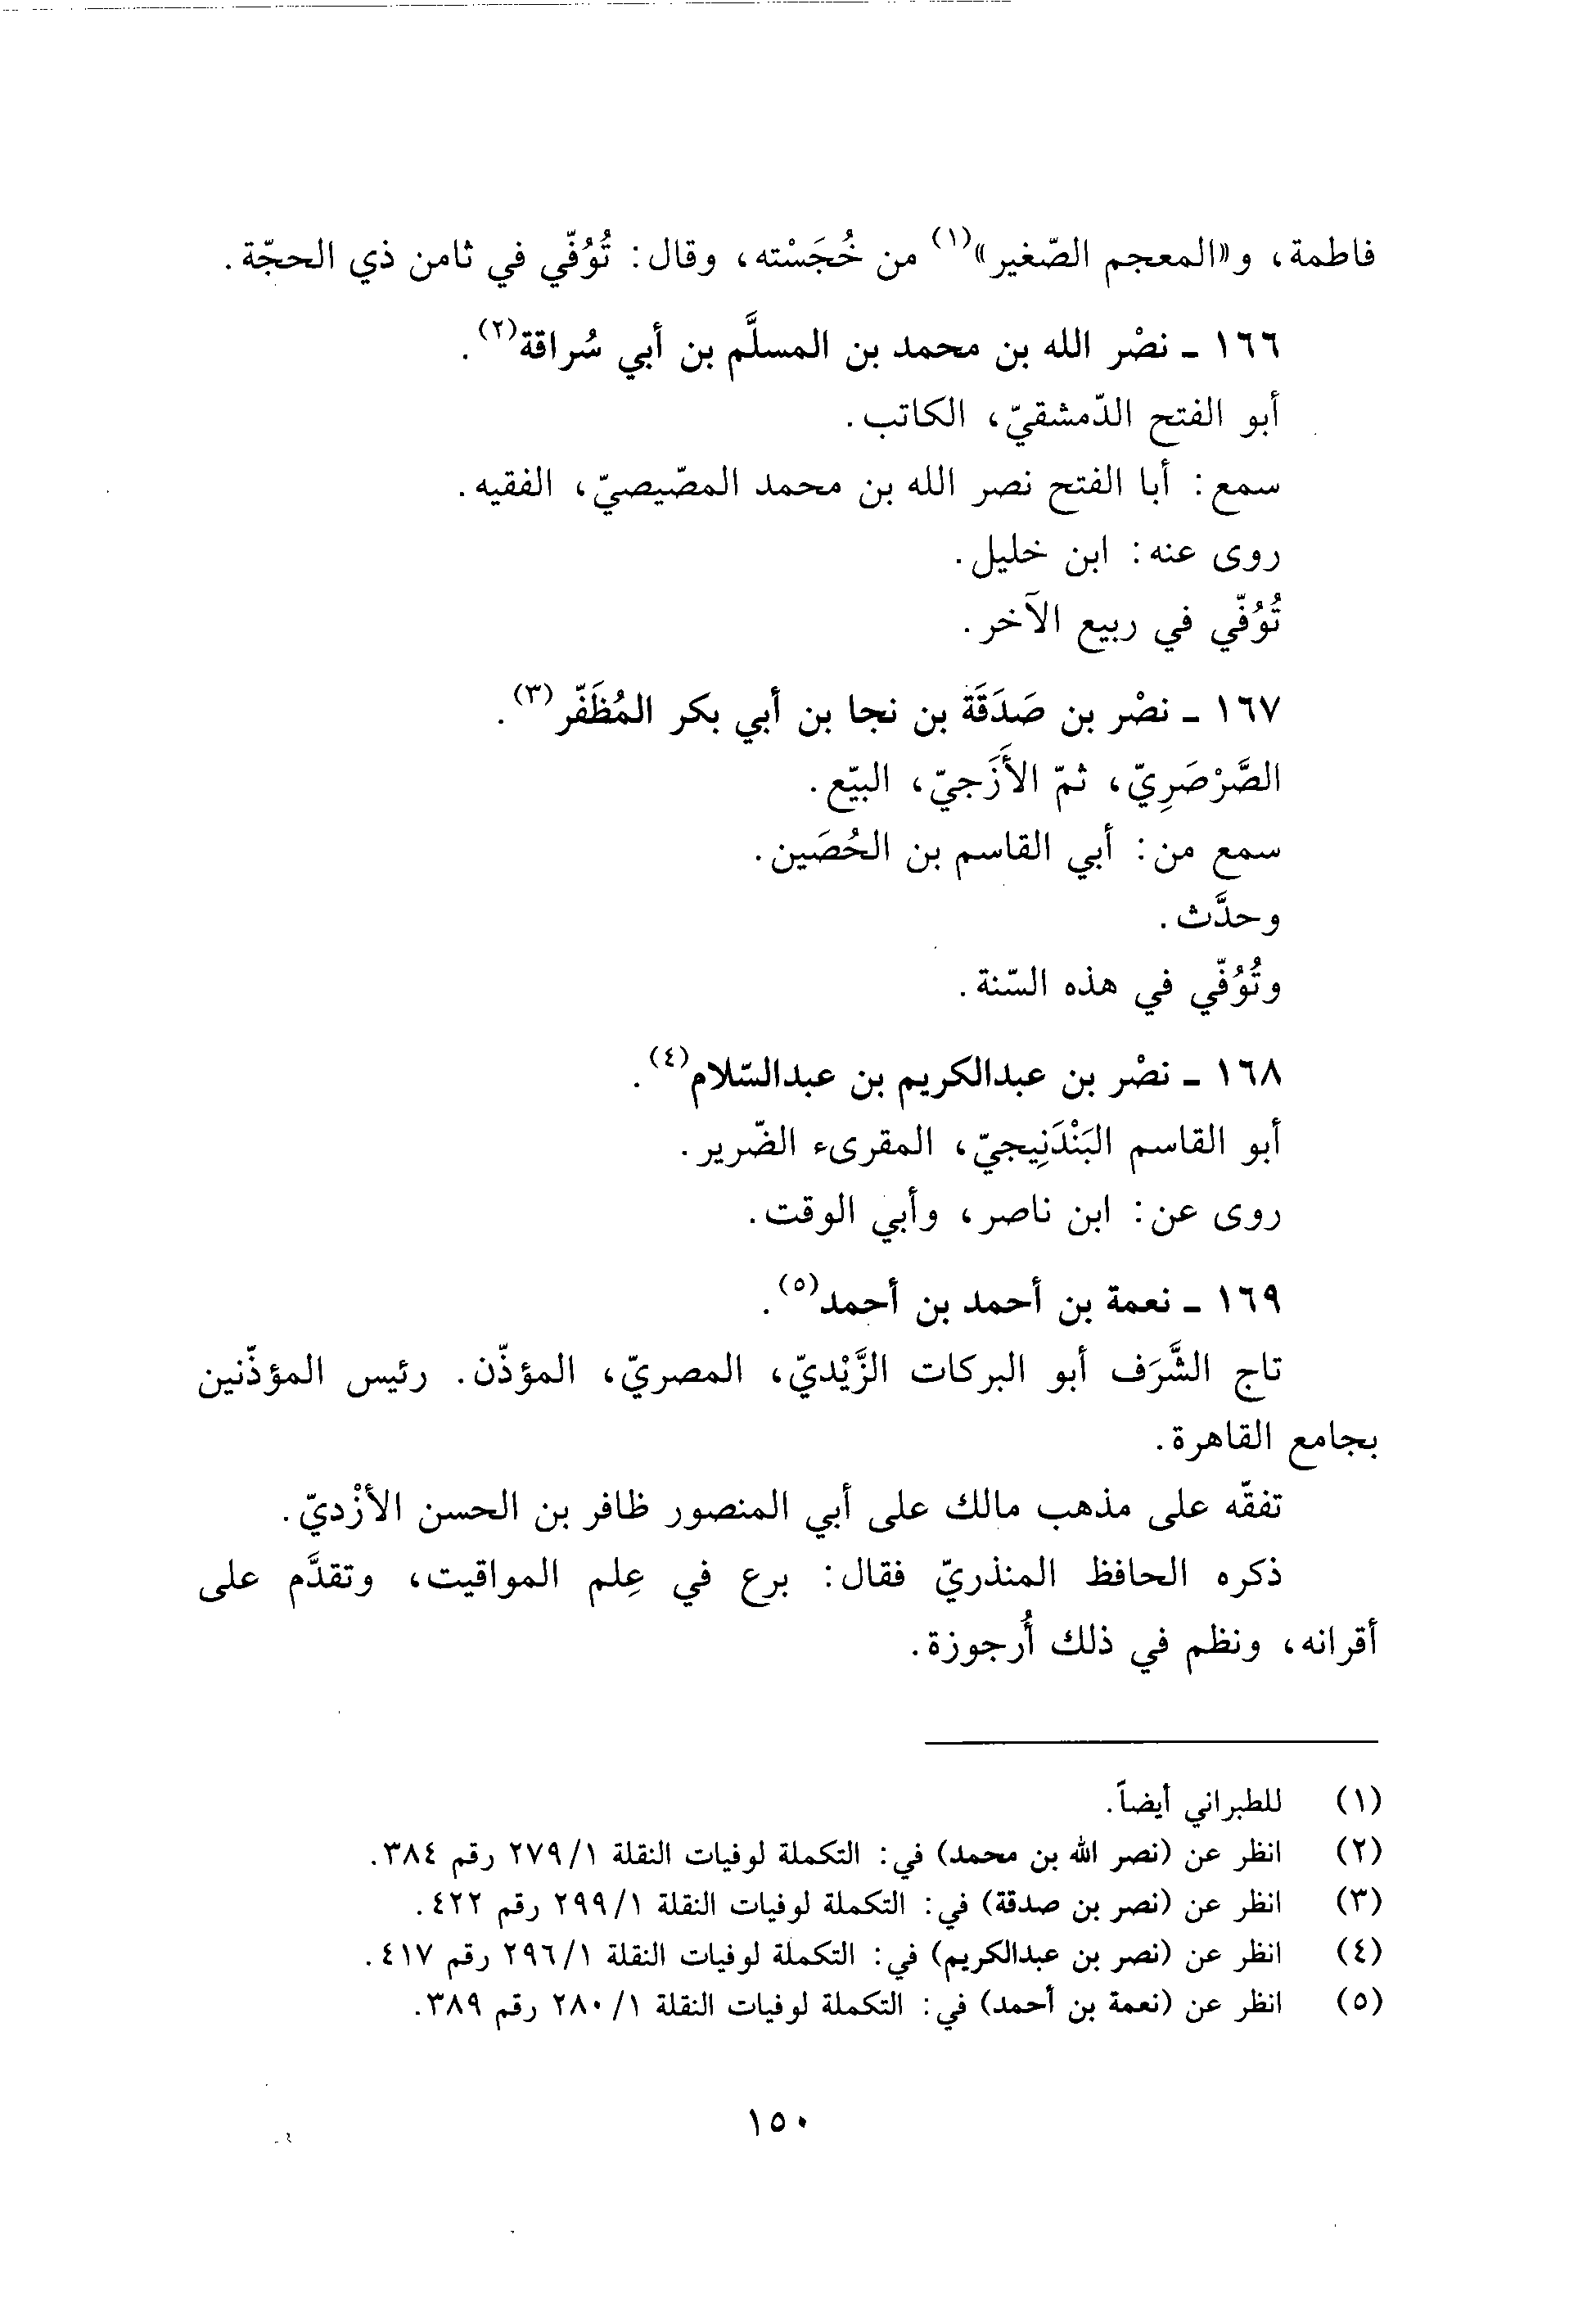 فاطمة، و«المعجم الصّغير»(١) من خُجَسْته، وقال: تُوُفّي في ثامن ذي الحجّة.
١٦٦ ـ نصْر الله بن محمد بن المسلَّم بن أبي سُراقة(٢).
أبو الفتح الدّمشقيّ، الكاتب.
سمع: أبا الفتح نصر الله بن محمد المصّيصيّ، الفقيه.
روى عنه: ابن خليل.
تُوُفّي في ربيع الآخر.
١٦٧ ـ نصْر بن صَدَقَة بن نجا بن أبي بكر المُظَفّر(٣).
الصَّرْصَرِيّ، ثمّ الأَزَجيّ، البيّع.
سمع من: أبي القاسم بن الحُصَين.
وحدَّث.
وتُوُفّي في هذه السّنة.
١٦٨ ـ نصْر بن عبدالكريم بن عبدالسّلام(٤).
أبو القاسم البَنْدَنِيجيّ، المقرىء الضّرير.
روى عن: ابن ناصر، وأبي الوقت.
١٦٩ ـ نعمة بن أحمد بن أحمد(٥).
تاج الشَّرَف أبو البركات الزَّيْديّ، المصريّ، المؤذّن. رئيس المؤذّنين
بجامع القاهرة.
تفقّه على مذهب مالك على أبي المنصور ظافر بن الحسن الأزْديّ.
ذكره الحافظ المنذريّ فقال: برع في عِلم المواقيت، وتقدَّم على
أقرانه، ونظم في ذلك أُرجوزة.
(١) للطبراني أيضاً.
(٢) انظر عن (نصر الله بن محمد) في: التكملة لوفيات النقلة ٢٧٩/١ رقم ٣٨٤.
(٣) انظر عن (نصر بن صدقة) في: التكملة لوفيات النقلة ٢٩٩/١ رقم ٤٢٢.
(٤) انظر عن (نصر بن عبدالكريم) في: التكملة لوفيات النقلة ٢٩٦/١ رقم ٤١٧.
(٥) انظر عن (نعمة بن أحمد) في: التكملة لوفيات النقلة ٢٨٠/١ رقم ٣٨٩.
١٥٠